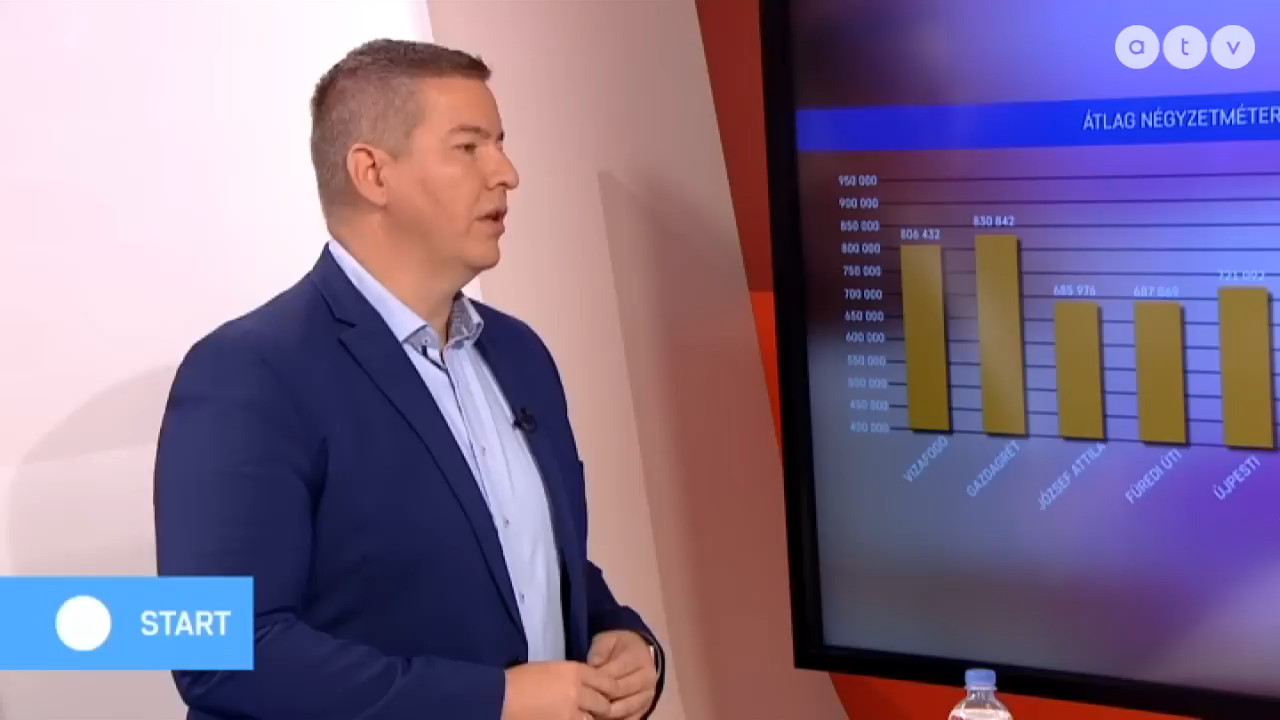 atv
ÁTLAG NÉGYZETMÉTER
950 000
900 000
850 000
800 000
750 000
700 000
650 000
600 000
550 000
500 000
450 000
400 000
806 432
830 842
685 976
687 869
VIZAFOGÓ
GAZDAGRÉT
JÓZSEF ATTILA
FÜREDI ÚTI
ÚJPESTI
START